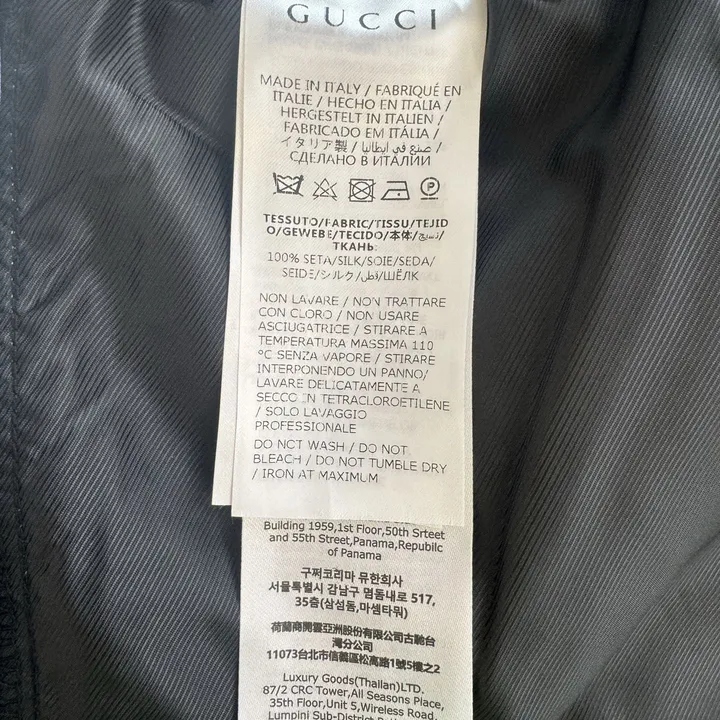 GUCCI
MADE IN ITALY / FABRIQUÉ EN
ITALIE / HECHO EN ITALIA /
HERGESTELT IN ITALIEN /
FABRICADO EM ITÁLIA /
イタリア製 / صنع في ايطاليا /
СДЕЛАНО В ИТАЛИИ
P
TESSUTO/FABRIC/TISSU/TEJID
O/GEWEBE/TECIDO/本体/نسيج/
ТКАНЬ:
100% SETA/SILK/SOIE/SEDA/
SEIDE/シルク/قطن/ШЁЛК
NON LAVARE / NON TRATTARE
CON CLORO / NON USARE
ASCIUGATRICE / STIRARE A
TEMPERATURA MASSIMA 110
°C SENZA VAPORE / STIRARE
INTERPONENDO UN PANNO/
LAVARE DELICATAMENTE A
SECCO IN TETRACLOROETILENE
/ SOLO LAVAGGIO
PROFESSIONALE
DO NOT WASH / DO NOT
BLEACH / DO NOT TUMBLE DRY
/ IRON AT MAXIMUM
Building 1959,1st Floor,50th Srteet
and 55th Street,Panama,Repubilc
of Panama
구찌코리아 유한회사
서울특별시 강남구 명돔내로 517,
35춤(삼섬돔,마셈타워)
荷蘭商開雲亞洲股份有限公司古馳台
灣分公司
11073台北市信義區松高路1號5樓之2
Luxury Goods(Thailan)LTD.
87/2 CRC Tower,All Seasons Place,
35th Floor,Unit 5,Wireless Road,
Lumpini Sub-District